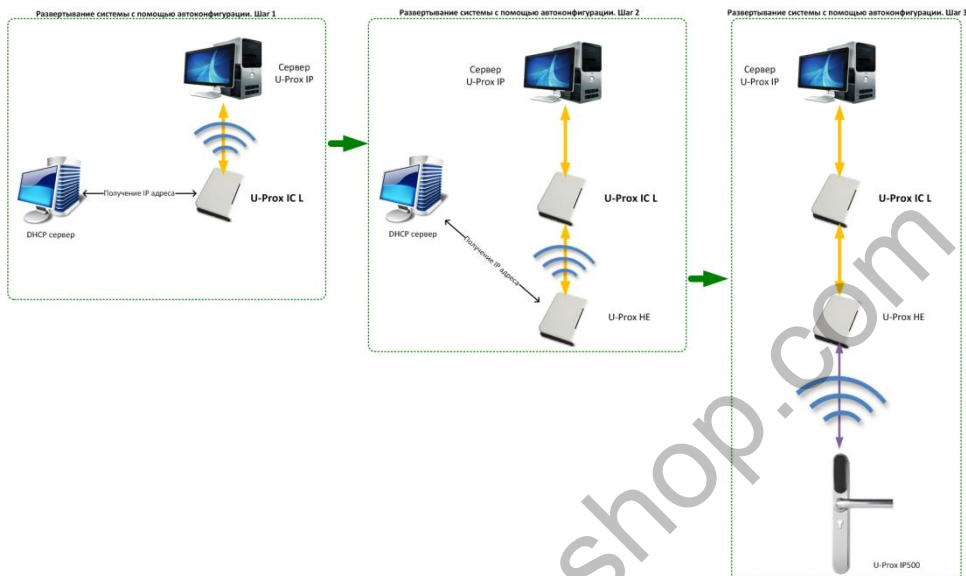 Развертывание системы с помощью автоконфигурации. Шаг 1
Сервер
U-Prox IP
Получение IP адреса
U-Prox IC L
DHCP сервер
Развертывание системы с помощью автоконфигурации. Шаг 2
Сервер
U-Prox IP
U-Prox IC L
DHCP сервер
Получение IP адреса
U-Prox HE
Развертывание системы с помощью автоконфигурации. Шаг 3
Сервер
U-Prox IP
U-Prox IC L
U-Prox HE
U-Prox IP500
shop.com